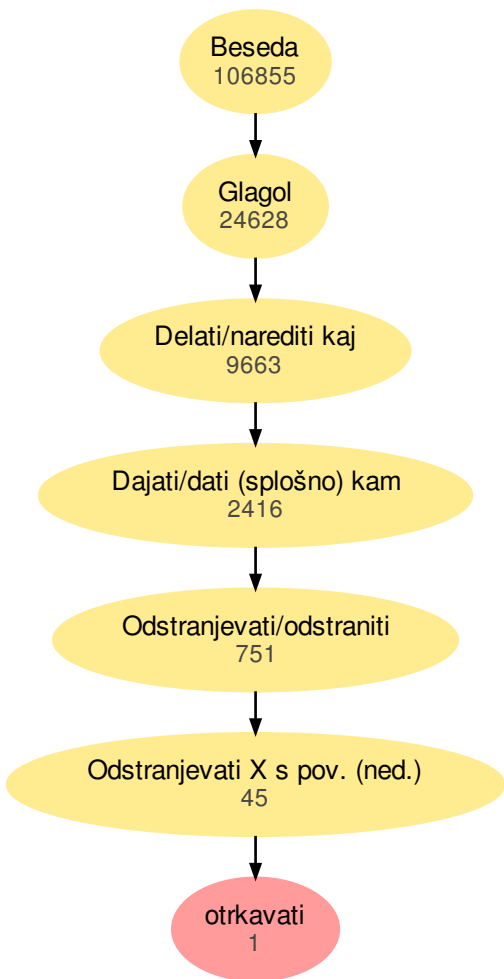 Beseda
106855
Glagol
24628
Delati/narediti kaj
9663
Dajati/dati (splošno) kam
2416
Odstranjevati/odstraniti
751
Odstranjevati X s pov. (ned.)
45
otrkavati
1